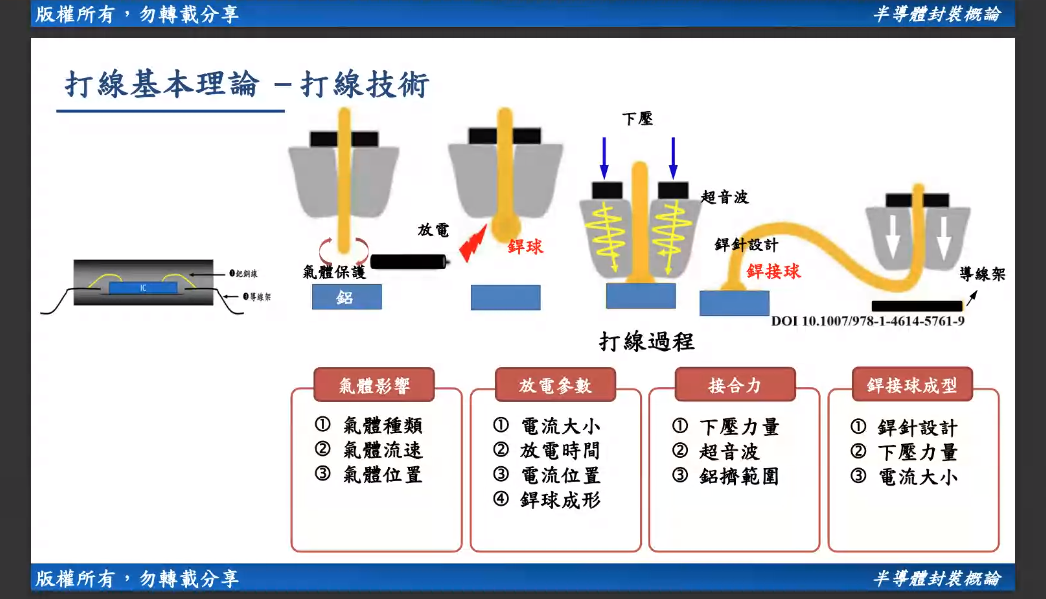 版權所有，勿轉載分享
半導體封裝概論
打線基本理論 – 打線技術
下壓
超音波
放電
銲球
銲針設計
氣體保護
銲接球
導線架
鋁
❶鈀銅線
IC
❷導線架
DOI 10.1007/978-1-4614-5761-9
打線過程
氣體影響
① 氣體種類
② 氣體流速
③ 氣體位置
放電參數
① 電流大小
② 放電時間
③ 電流位置
④ 銲球成形
接合力
① 下壓力量
② 超音波
③ 鋁擠範圍
銲接球成型
① 銲針設計
② 下壓力量
③ 電流大小
版權所有，勿轉載分享
半導體封裝概論